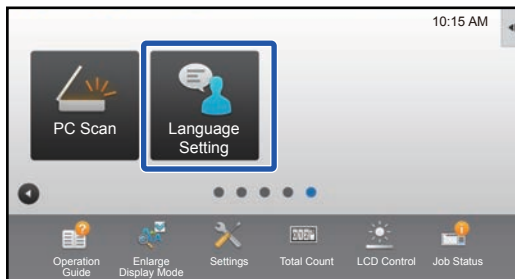 10:15 AM
PC Scan
Language
Setting
Operation
Guide
Enlarge
Display Mode
Settings
Total Count
LCD Control
Job Status